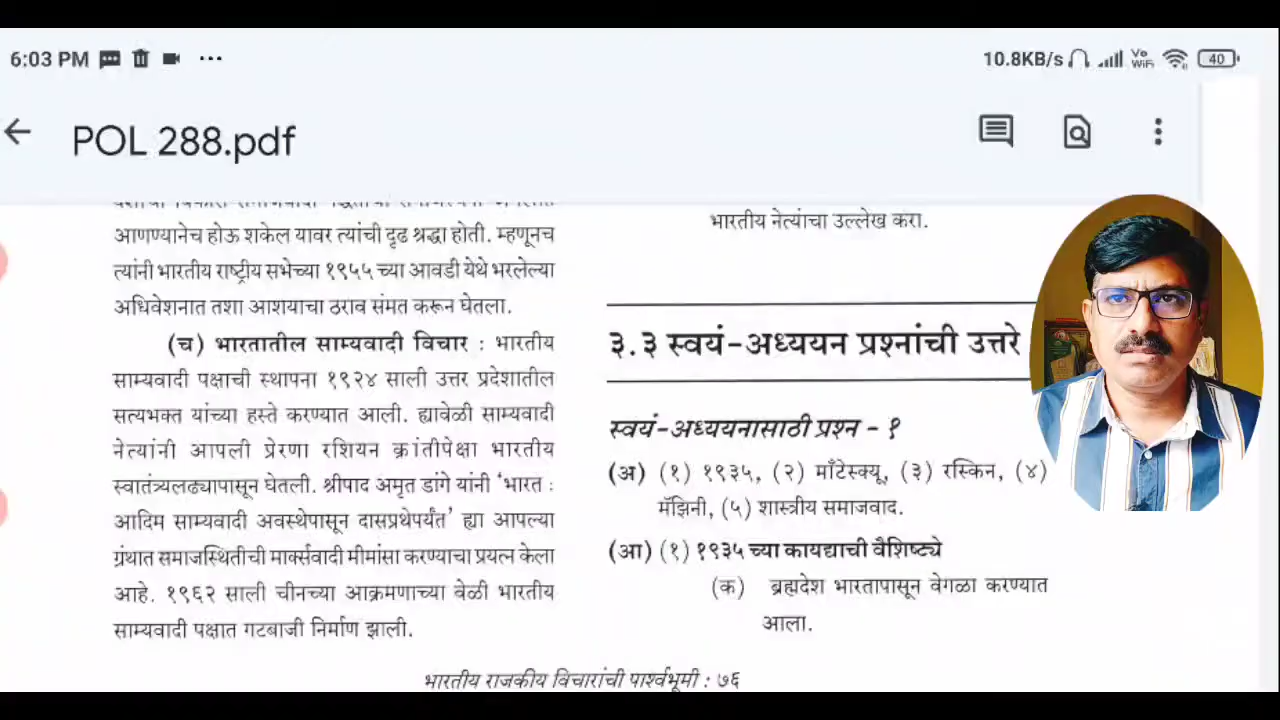 6:03 PM
10.8KB/s
Vo
WiFi
40
POL 288.pdf
आणण्यानेच होऊ शकेल यावर त्यांची दृढ श्रद्धा होती. म्हणूनच
त्यांनी भारतीय राष्ट्रीय सभेच्या १९५५ च्या आवडी येथे भरलेल्या
अधिवेशनात तशा आशयाचा ठराव संमत करून घेतला.
(च) भारतातील साम्यवादी विचार : भारतीय
साम्यवादी पक्षाची स्थापना १९२४ साली उत्तर प्रदेशातील
सत्यभक्त यांच्या हस्ते करण्यात आली. ह्यावेळी साम्यवादी
नेत्यांनी आपली प्रेरणा रशियन क्रांतीपेक्षा भारतीय
स्वातंत्र्यलढ्यापासून घेतली. श्रीपाद अमृत डांगे यांनी 'भारत :
आदिम साम्यवादी अवस्थेपासून दासप्रथेपर्यंत' ह्या आपल्या
ग्रंथात समाजस्थितीची मार्क्सवादी मीमांसा करण्याचा प्रयत्न केला
आहे. १९६२ साली चीनच्या आक्रमणाच्या वेळी भारतीय
साम्यवादी पक्षात गटबाजी निर्माण झाली.
भारतीय नेत्यांचा उल्लेख करा.
३.३ स्वयं-अध्ययन प्रश्नांची उत्तरे
स्वयं-अध्ययनासाठी प्रश्न - १
(अ) (१) १९३५, (२) माँटेस्क्यू, (३) रस्किन, (४)
मॅझिनी, (५) शास्त्रीय समाजवाद.
(आ) (१) १९३५ च्या कायद्याची वैशिष्ट्ये
(क) ब्रह्मदेश भारतापासून वेगळा करण्यात
आला.
भारतीय राजकीय विचारांची पार्श्वभूमी : ७६